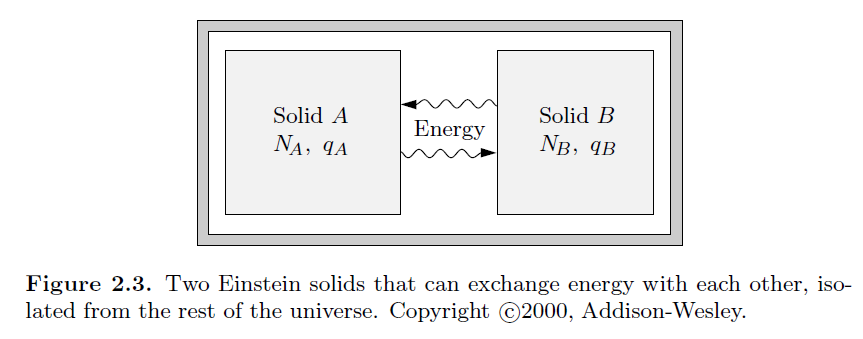 Solid A
N_A, q_A
Energy
Solid B
N_B, q_B
Figure 2.3. Two Einstein solids that can exchange energy with each other, iso-
lated from the rest of the universe. Copyright ©2000, Addison-Wesley.